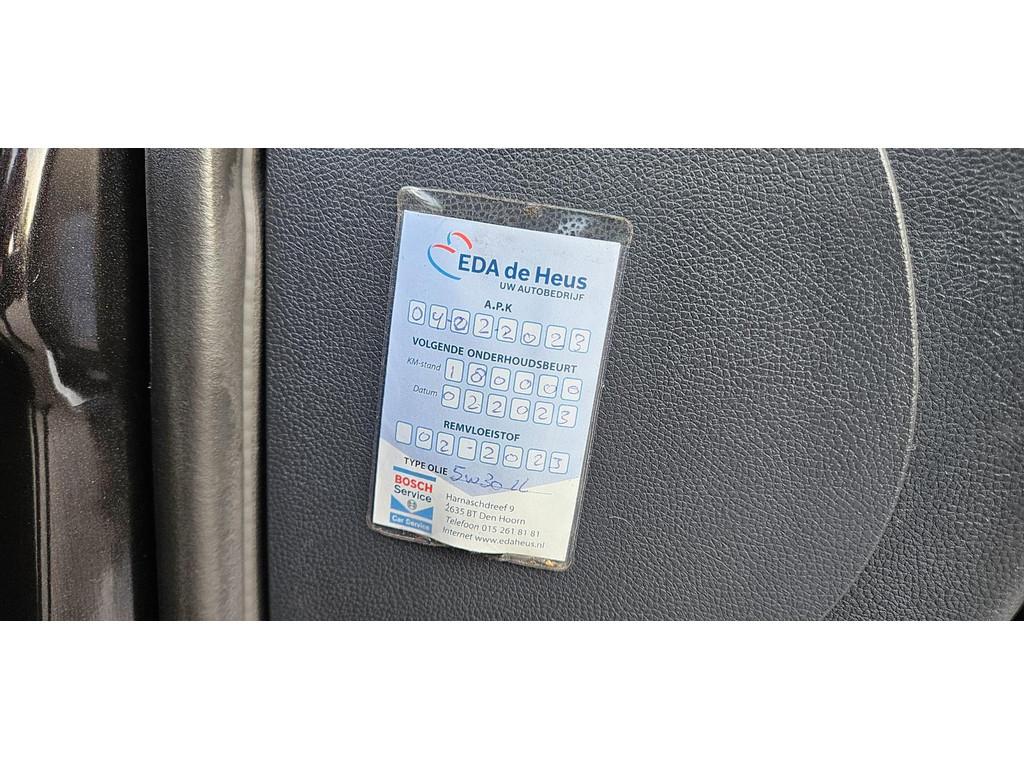 EDA de Heus
UW AUTOBEDRIJF
A.P.K
04-02-2023
VOLGENDE ONDERHOUDSBEURT
KM-stand 180000
Datum 022023
REMVLOEISTOF
02-2023
TYPE OLIE 5w30 LL
BOSCH
Service
Car Service
Harnaschdreef 9
2635 BT Den Hoorn
Telefoon 015 261 81 81
Internet www.edaheus.nl